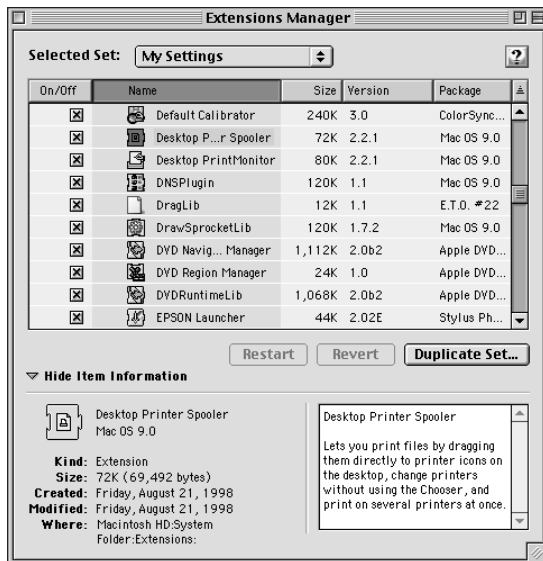 Extensions Manager
Selected Set: My Settings ?
On/Off Name Size Version Package
Default Calibrator 240K 3.0 ColorSync...
Desktop P...r Spooler 72K 2.2.1 Mac OS 9.0
Desktop PrintMonitor 80K 2.2.1 Mac OS 9.0
DNSPlugin 120K 1.1 Mac OS 9.0
DragLib 12K 1.1 E.T.O. #22
DrawSprocketLib 120K 1.7.2 Mac OS 9.0
DVD Navig... Manager 1,112K 2.0b2 Apple DVD...
DVD Region Manager 24K 1.0 Apple DVD...
DVDRuntimeLib 1,068K 2.0b2 Apple DVD...
EPSON Launcher 44K 2.02E Stylus Ph...
Restart Revert Duplicate Set...
Hide Item Information
Desktop Printer Spooler
Mac OS 9.0
Kind: Extension
Size: 72K (69,492 bytes)
Created: Friday, August 21, 1998
Modified: Friday, August 21, 1998
Where: Macintosh HD:System
Folder:Extensions:
Desktop Printer Spooler
Lets you print files by dragging
them directly to printer icons on
the desktop, change printers
without using the Chooser, and
print on several printers at once.